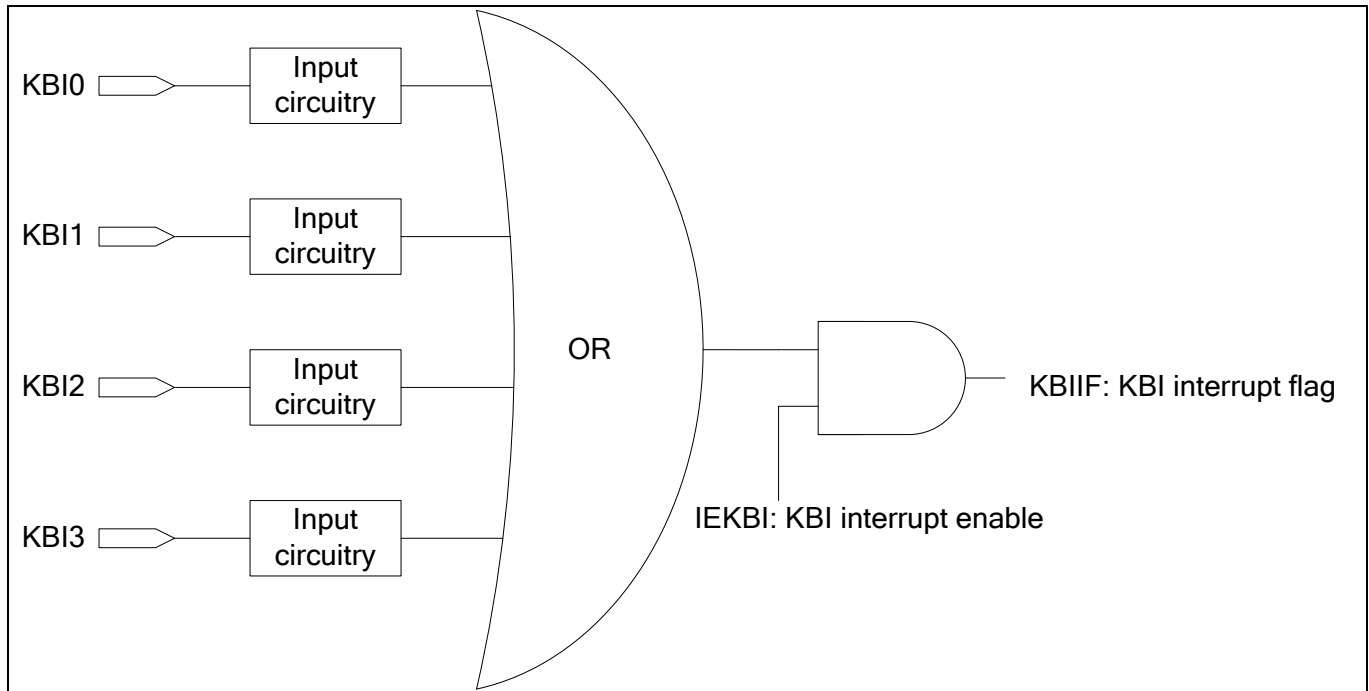 KBI0
Input
circuitry
KBI1
Input
circuitry
KBI2
Input
circuitry
KBI3
Input
circuitry
OR
KBIIF: KBI interrupt flag
IEKBI: KBI interrupt enable